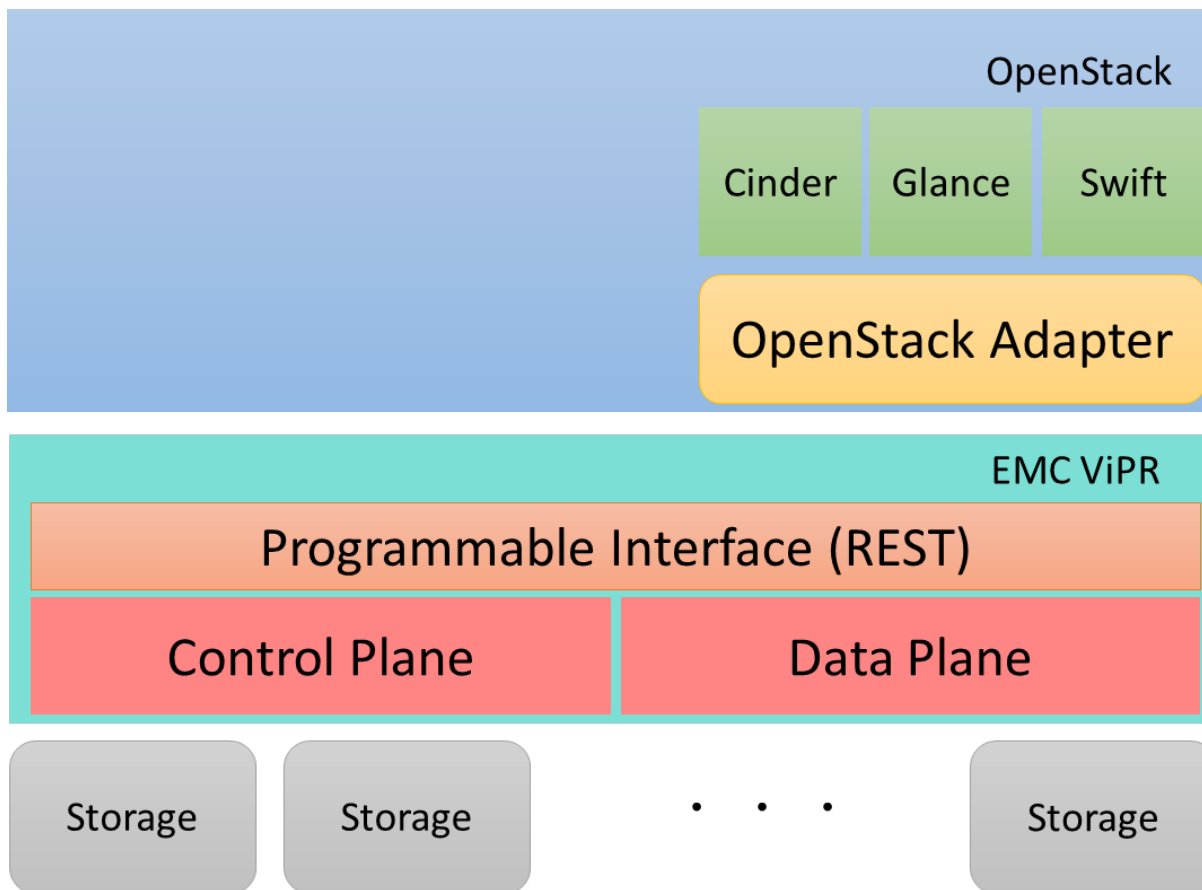 OpenStack
Cinder Glance Swift
OpenStack Adapter
EMC ViPR
Programmable Interface (REST)
Control Plane Data Plane
Storage Storage . . . Storage